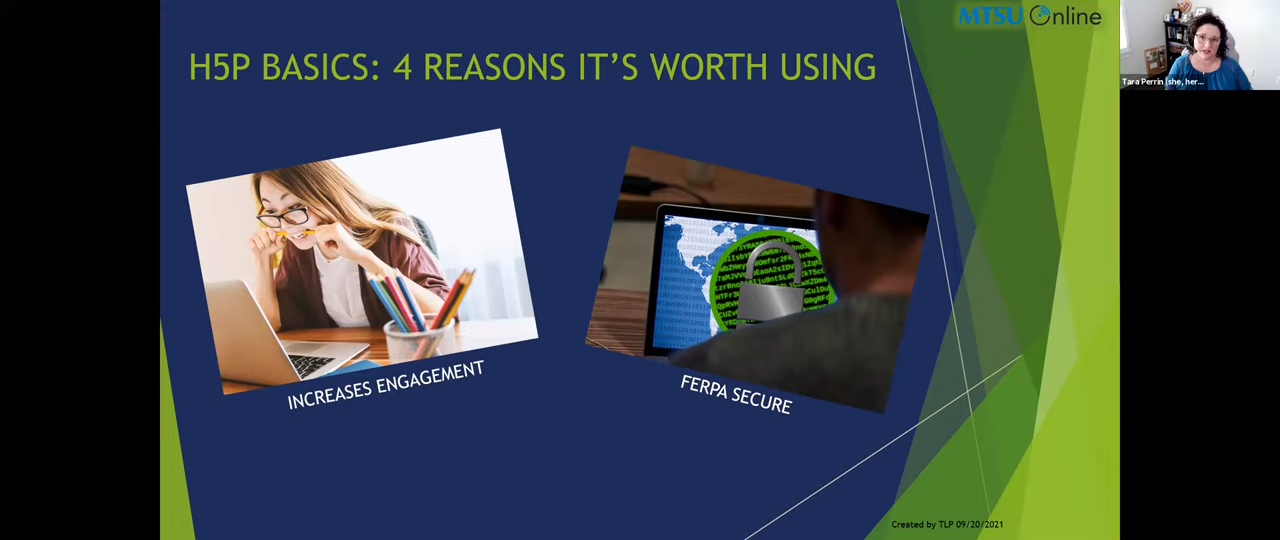 MTSU Online
Tara Perrin (she, her...
H5P BASICS: 4 REASONS IT'S WORTH USING
INCREASES ENGAGEMENT
FERPA SECURE
Created by TLP 09/20/2021